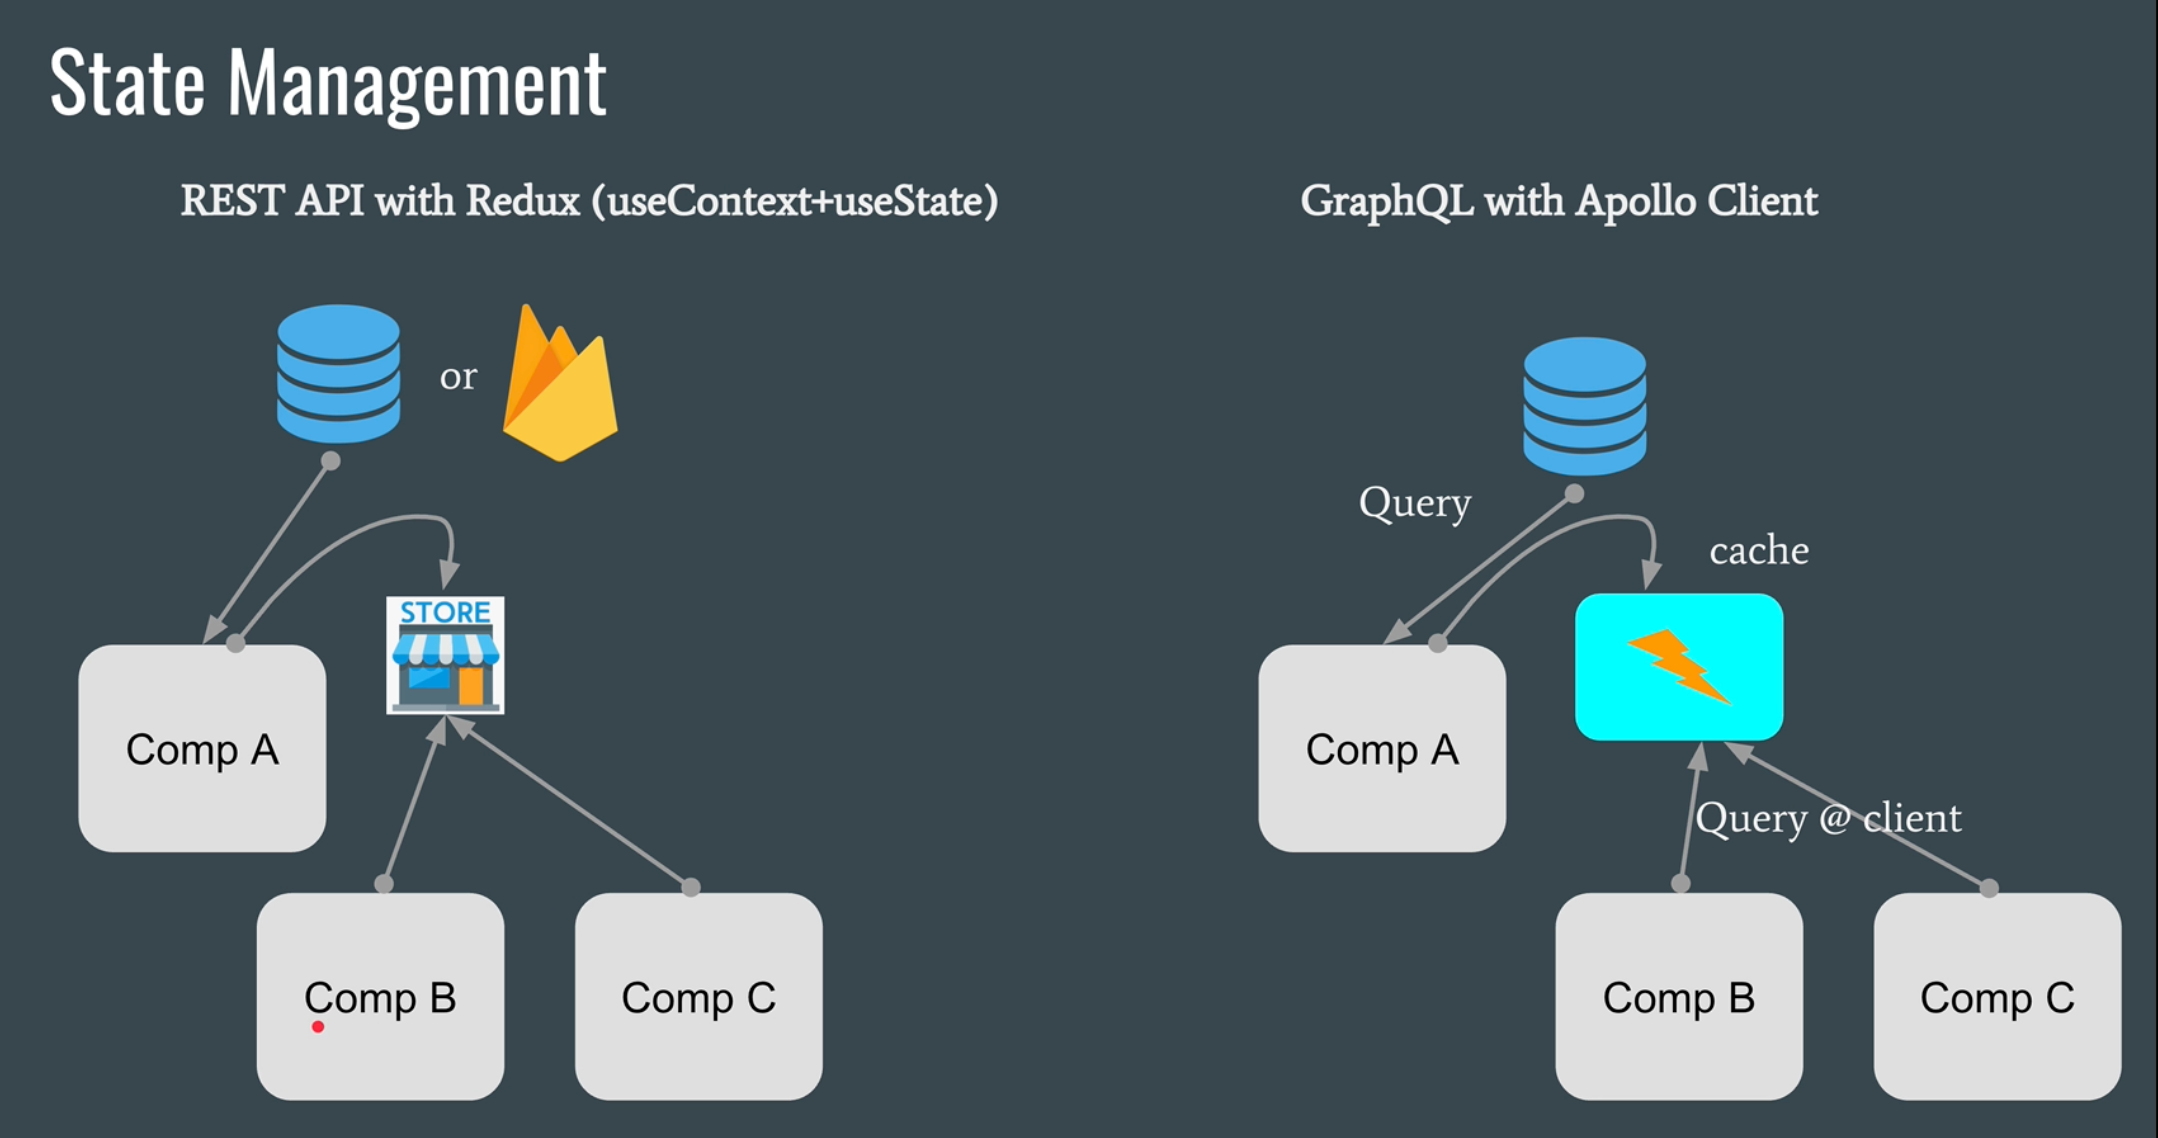 State Management
REST API with Redux (useContext+useState)
or
STORE
Comp A
Comp B
Comp C
GraphQL with Apollo Client
Query
cache
Comp A
Query @ client
Comp B
Comp C